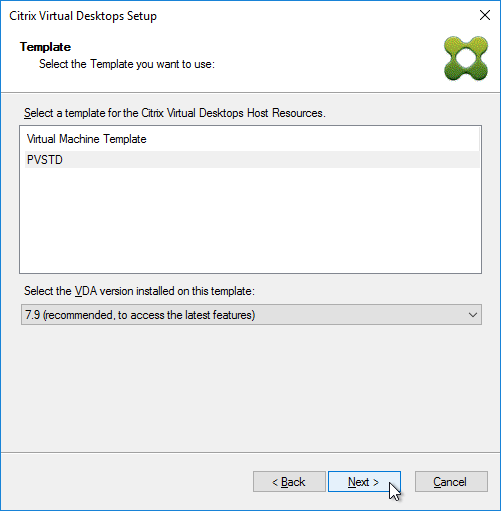 Citrix Virtual Desktops Setup
Template
Select the Template you want to use:
Select a template for the Citrix Virtual Desktops Host Resources.
Virtual Machine Template
PVSTD
Select the VDA version installed on this template:
7.9 (recommended, to access the latest features)
< Back Next > Cancel